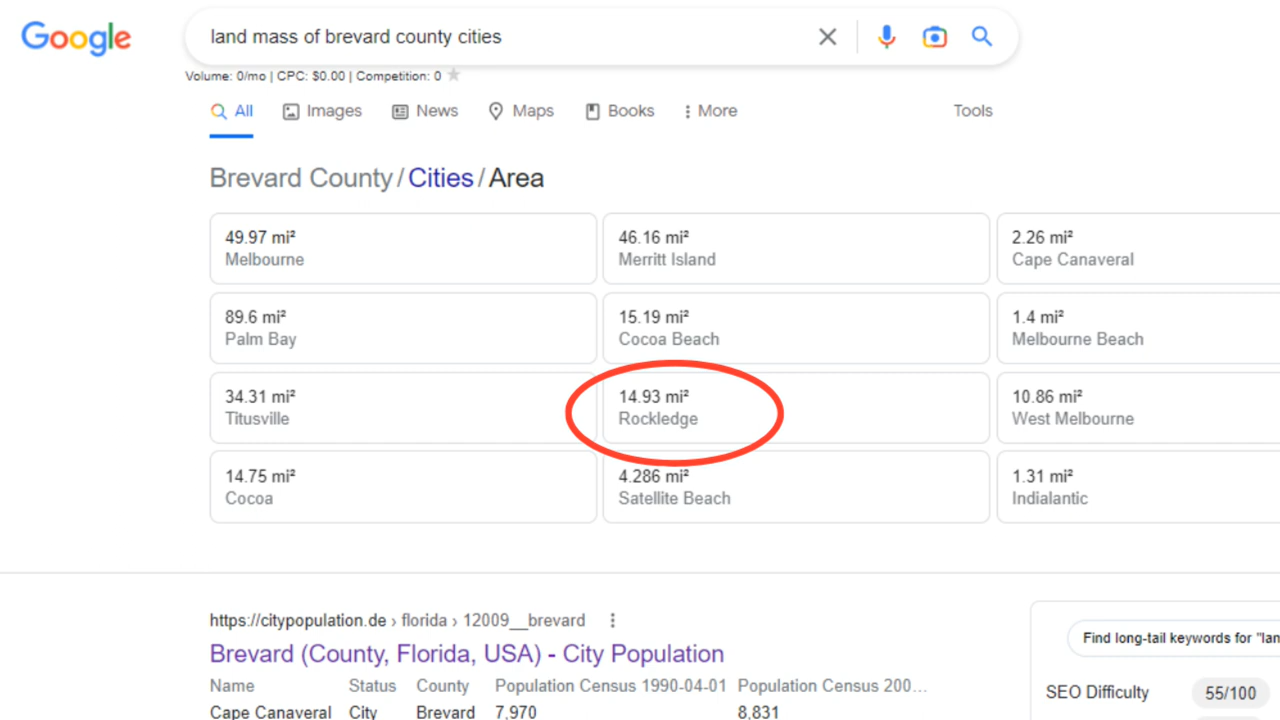 Google
land mass of brevard county cities
Volume: 0/mo | CPC: $0.00 | Competition: 0
All Images News Maps Books More Tools
Brevard County / Cities / Area
49.97 mi² 46.16 mi² 2.26 mi²
Melbourne Merritt Island Cape Canaveral
89.6 mi² 15.19 mi² 1.4 mi²
Palm Bay Cocoa Beach Melbourne Beach
34.31 mi² 14.93 mi² 10.86 mi²
Titusville Rockledge West Melbourne
14.75 mi² 4.286 mi² 1.31 mi²
Cocoa Satellite Beach Indialantic
https://citypopulation.de › florida › 12009__brevard
Brevard (County, Florida, USA) - City Population
Name Status County Population Census 1990-04-01 Population Census 200…
Cape Canaveral City Brevard 7,970 8,831
Find long-tail keywords for "lan
SEO Difficulty 55/100